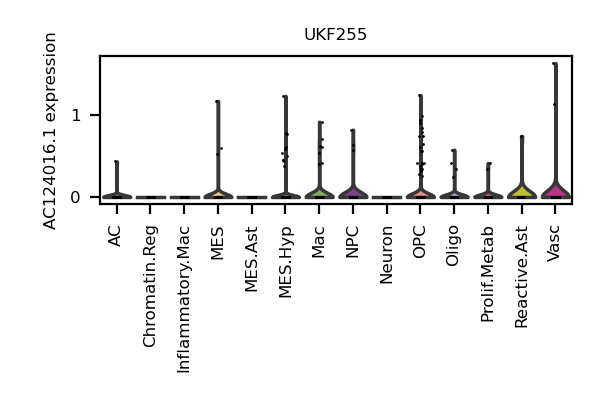 UKF255
AC124016.1 expression
1
0
AC
Chromatin.Reg
Inflammatory.Mac
MES
MES.Ast
MES.Hyp
Mac
NPC
Neuron
OPC
Oligo
Prolif.Metab
Reactive.Ast
Vasc